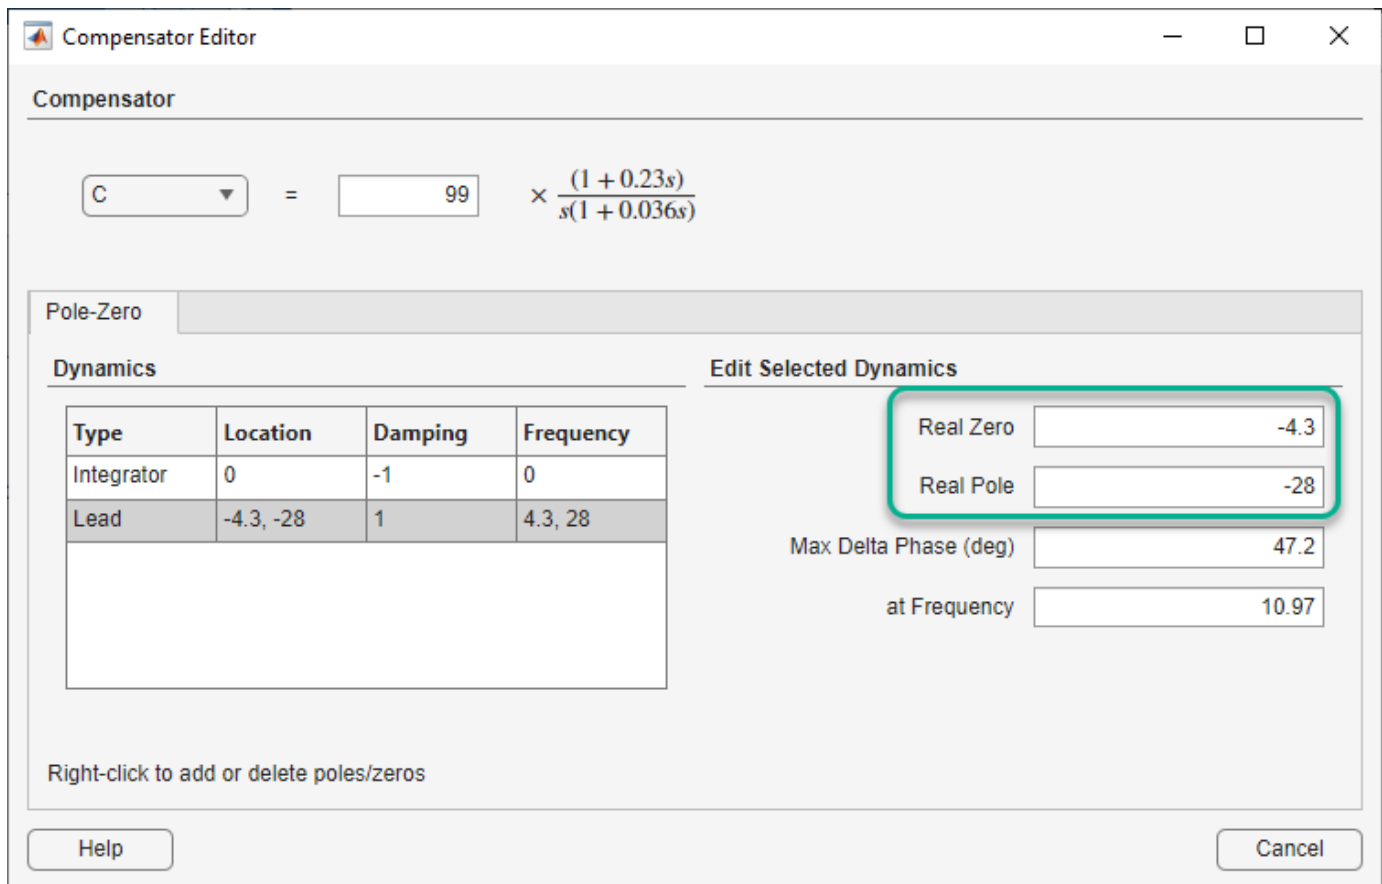 Compensator Editor
Compensator
C = 99 × (1 + 0.23s)
s(1 + 0.036s)
Pole-Zero
Dynamics
Type Location Damping Frequency
Integrator 0 -1 0
Lead -4.3, -28 1 4.3, 28
Edit Selected Dynamics
Real Zero -4.3
Real Pole -28
Max Delta Phase (deg) 47.2
at Frequency 10.97
Right-click to add or delete poles/zeros
Help Cancel